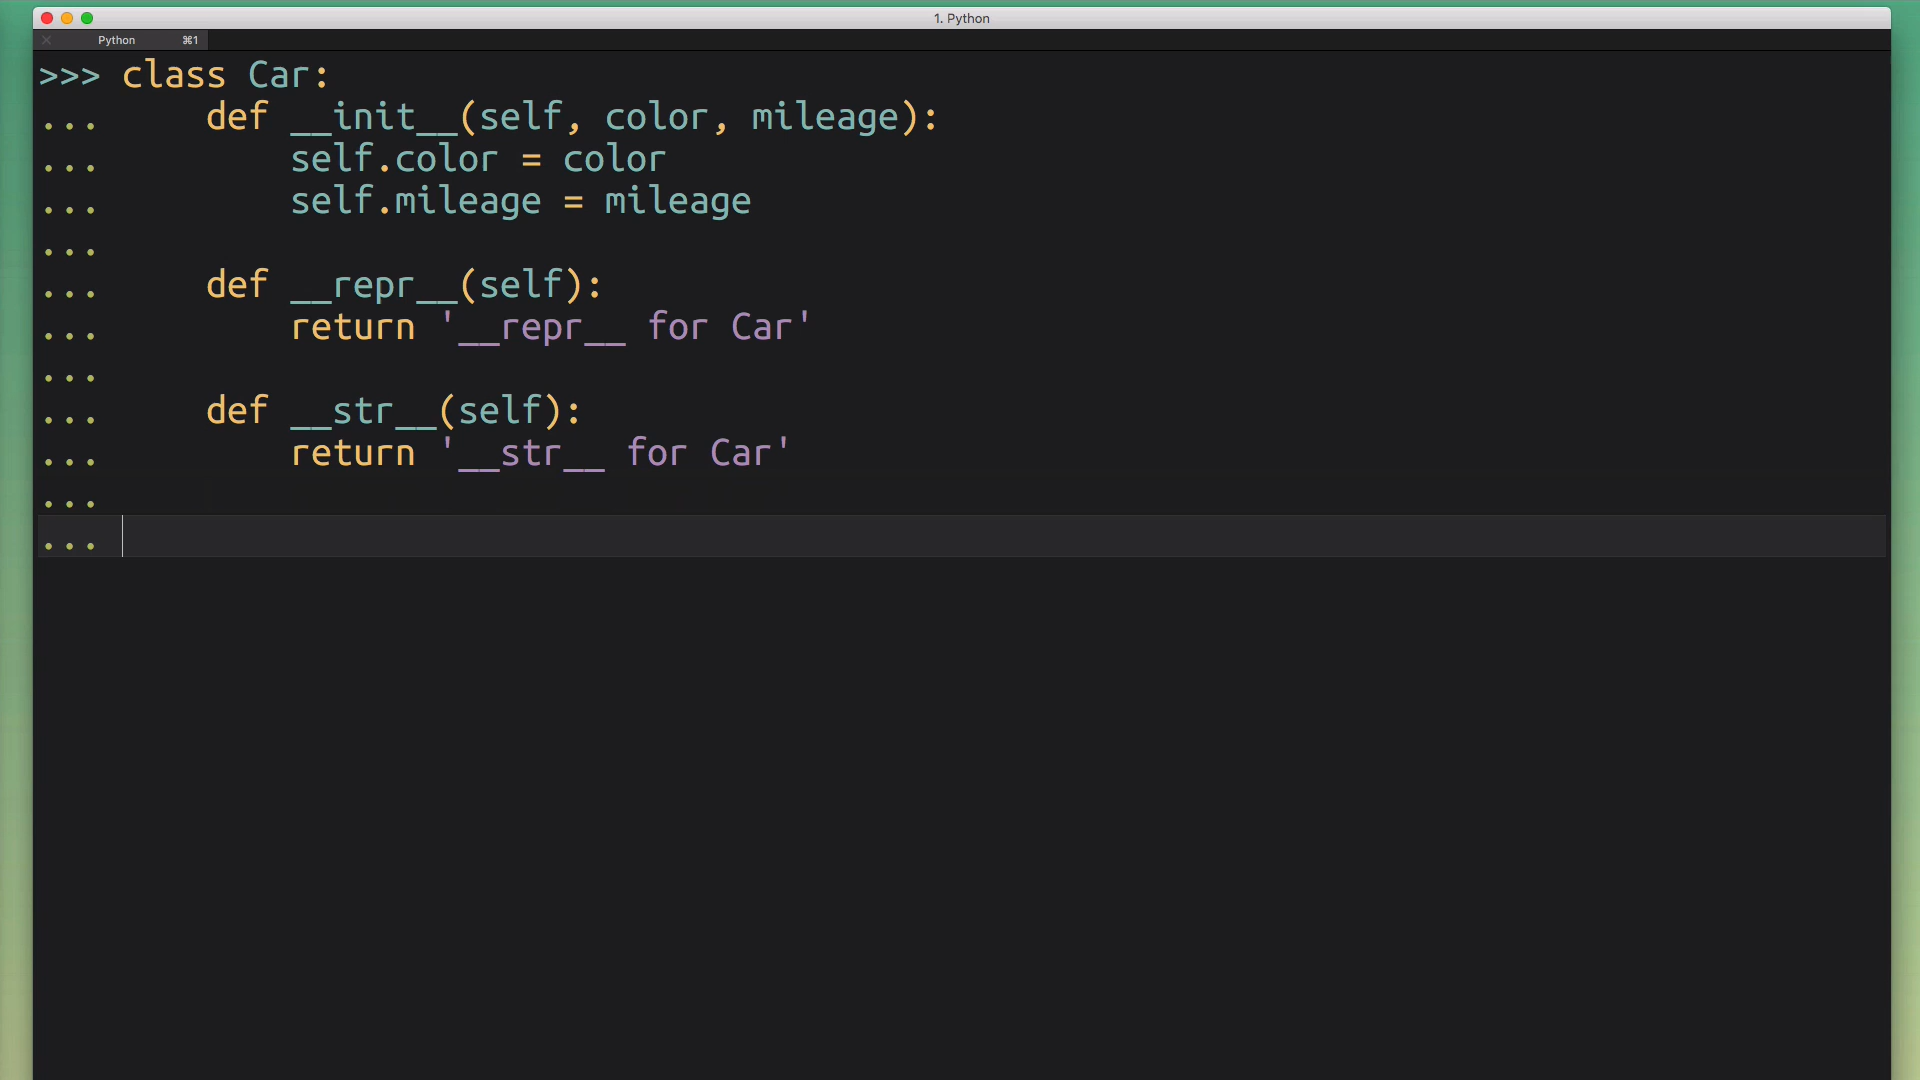 1. Python
Python ⌘1
>>> class Car:
...     def __init__(self, color, mileage):
...         self.color = color
...         self.mileage = mileage
...
...     def __repr__(self):
...         return '__repr__ for Car'
...
...     def __str__(self):
...         return '__str__ for Car'
...
...